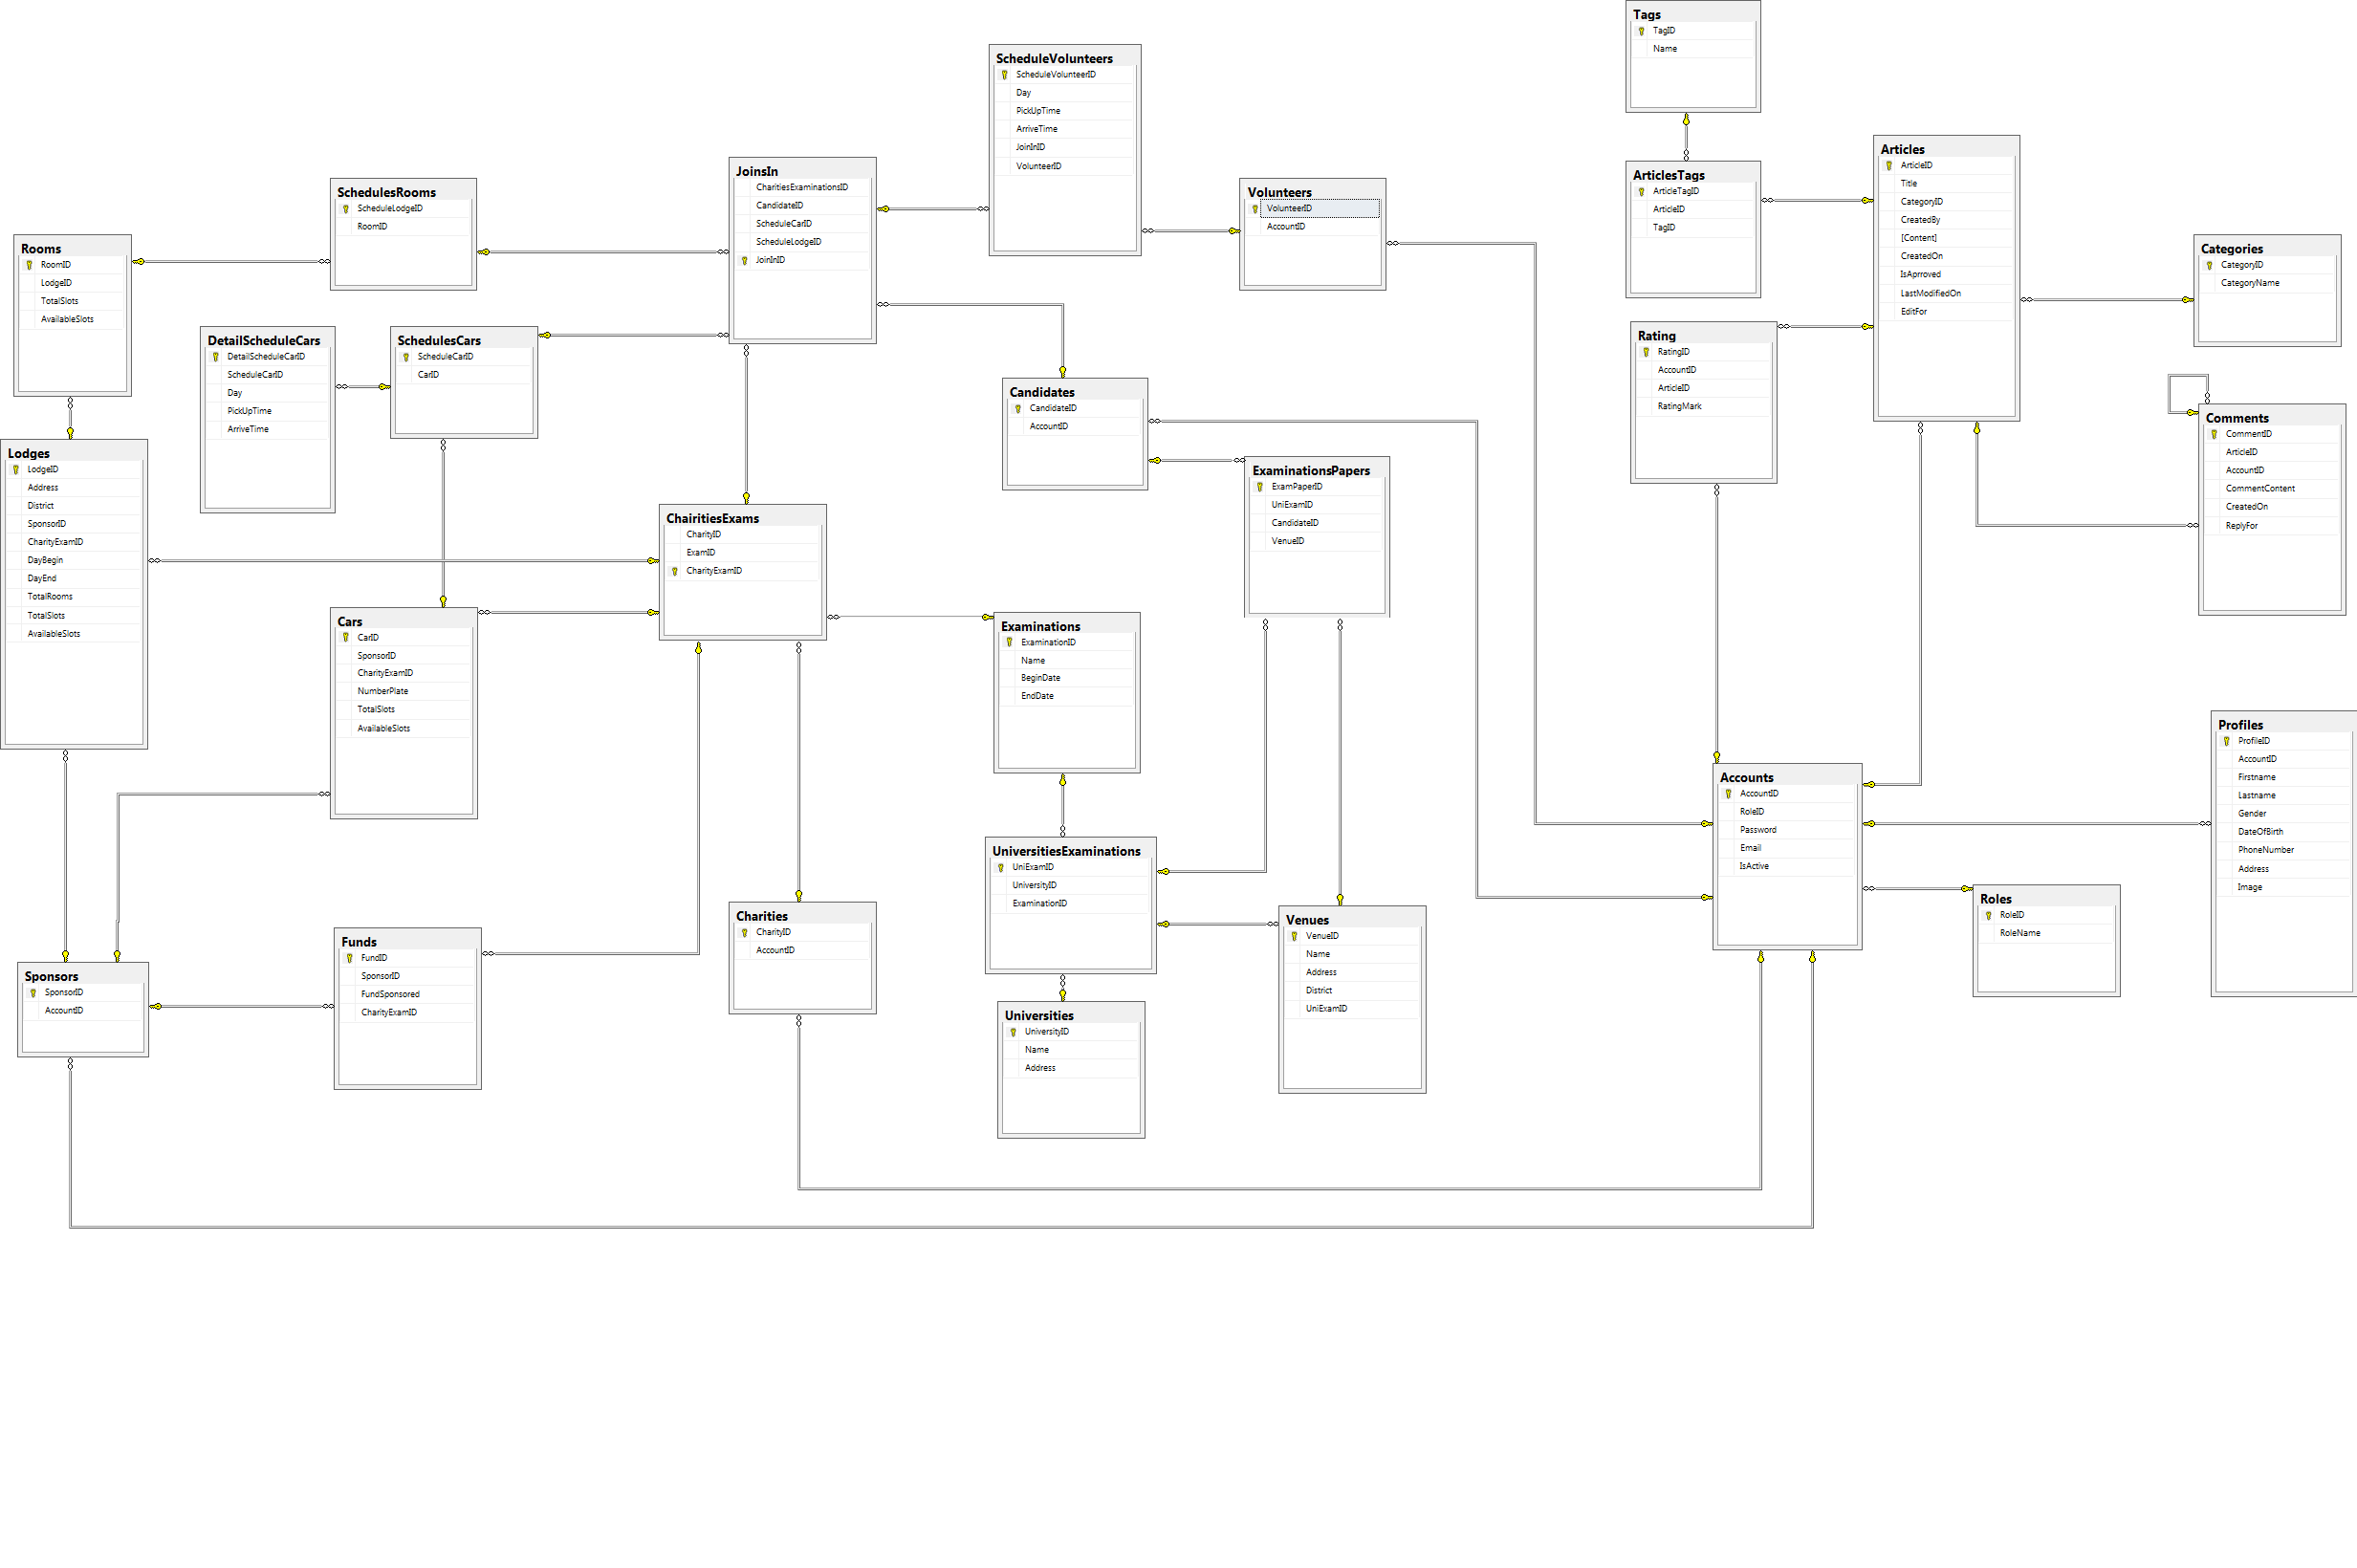 Tags
TagID
Name
ScheduleVolunteers
ScheduleVolunteerID
Day
PickUpTime
ArriveTime
JoinInID
VolunteerID
Articles
ArticleID
Title
CategoryID
CreatedBy
[Content]
CreatedOn
IsAprroved
LastModifiedOn
EditFor
JoinsIn
CharitiesExaminationsID
CandidateID
ScheduleCarID
ScheduleLodgeID
JoinInID
ArticlesTags
ArticleTagID
ArticleID
TagID
SchedulesRooms
ScheduleLodgeID
RoomID
Volunteers
VolunteerID
AccountID
Rooms
RoomID
LodgeID
TotalSlots
AvailableSlots
Categories
CategoryID
CategoryName
Rating
RatingID
AccountID
ArticleID
RatingMark
DetailScheduleCars
DetailScheduleCarID
ScheduleCarID
Day
PickUpTime
ArriveTime
SchedulesCars
ScheduleCarID
CarID
Candidates
CandidateID
AccountID
Comments
CommentID
ArticleID
AccountID
CommentContent
CreatedOn
ReplyFor
Lodges
LodgeID
Address
District
SponsorID
CharityExamID
DayBegin
DayEnd
TotalRooms
TotalSlots
AvailableSlots
ExaminationsPapers
ExamPaperID
UniExamID
CandidateID
VenueID
ChairitiesExams
CharityID
ExamID
CharityExamID
Cars
CarID
SponsorID
CharityExamID
NumberPlate
TotalSlots
AvailableSlots
Examinations
ExaminationID
Name
BeginDate
EndDate
Profiles
ProfileID
AccountID
Firstname
Lastname
Gender
DateOfBirth
PhoneNumber
Address
Image
Accounts
AccountID
RoleID
Password
Email
IsActive
UniversitiesExaminations
UniExamID
UniversityID
ExaminationID
Roles
RoleID
RoleName
Charities
CharityID
AccountID
Venues
VenueID
Name
Address
District
UniExamID
Funds
FundID
SponsorID
FundSponsored
CharityExamID
Sponsors
SponsorID
AccountID
Universities
UniversityID
Name
Address